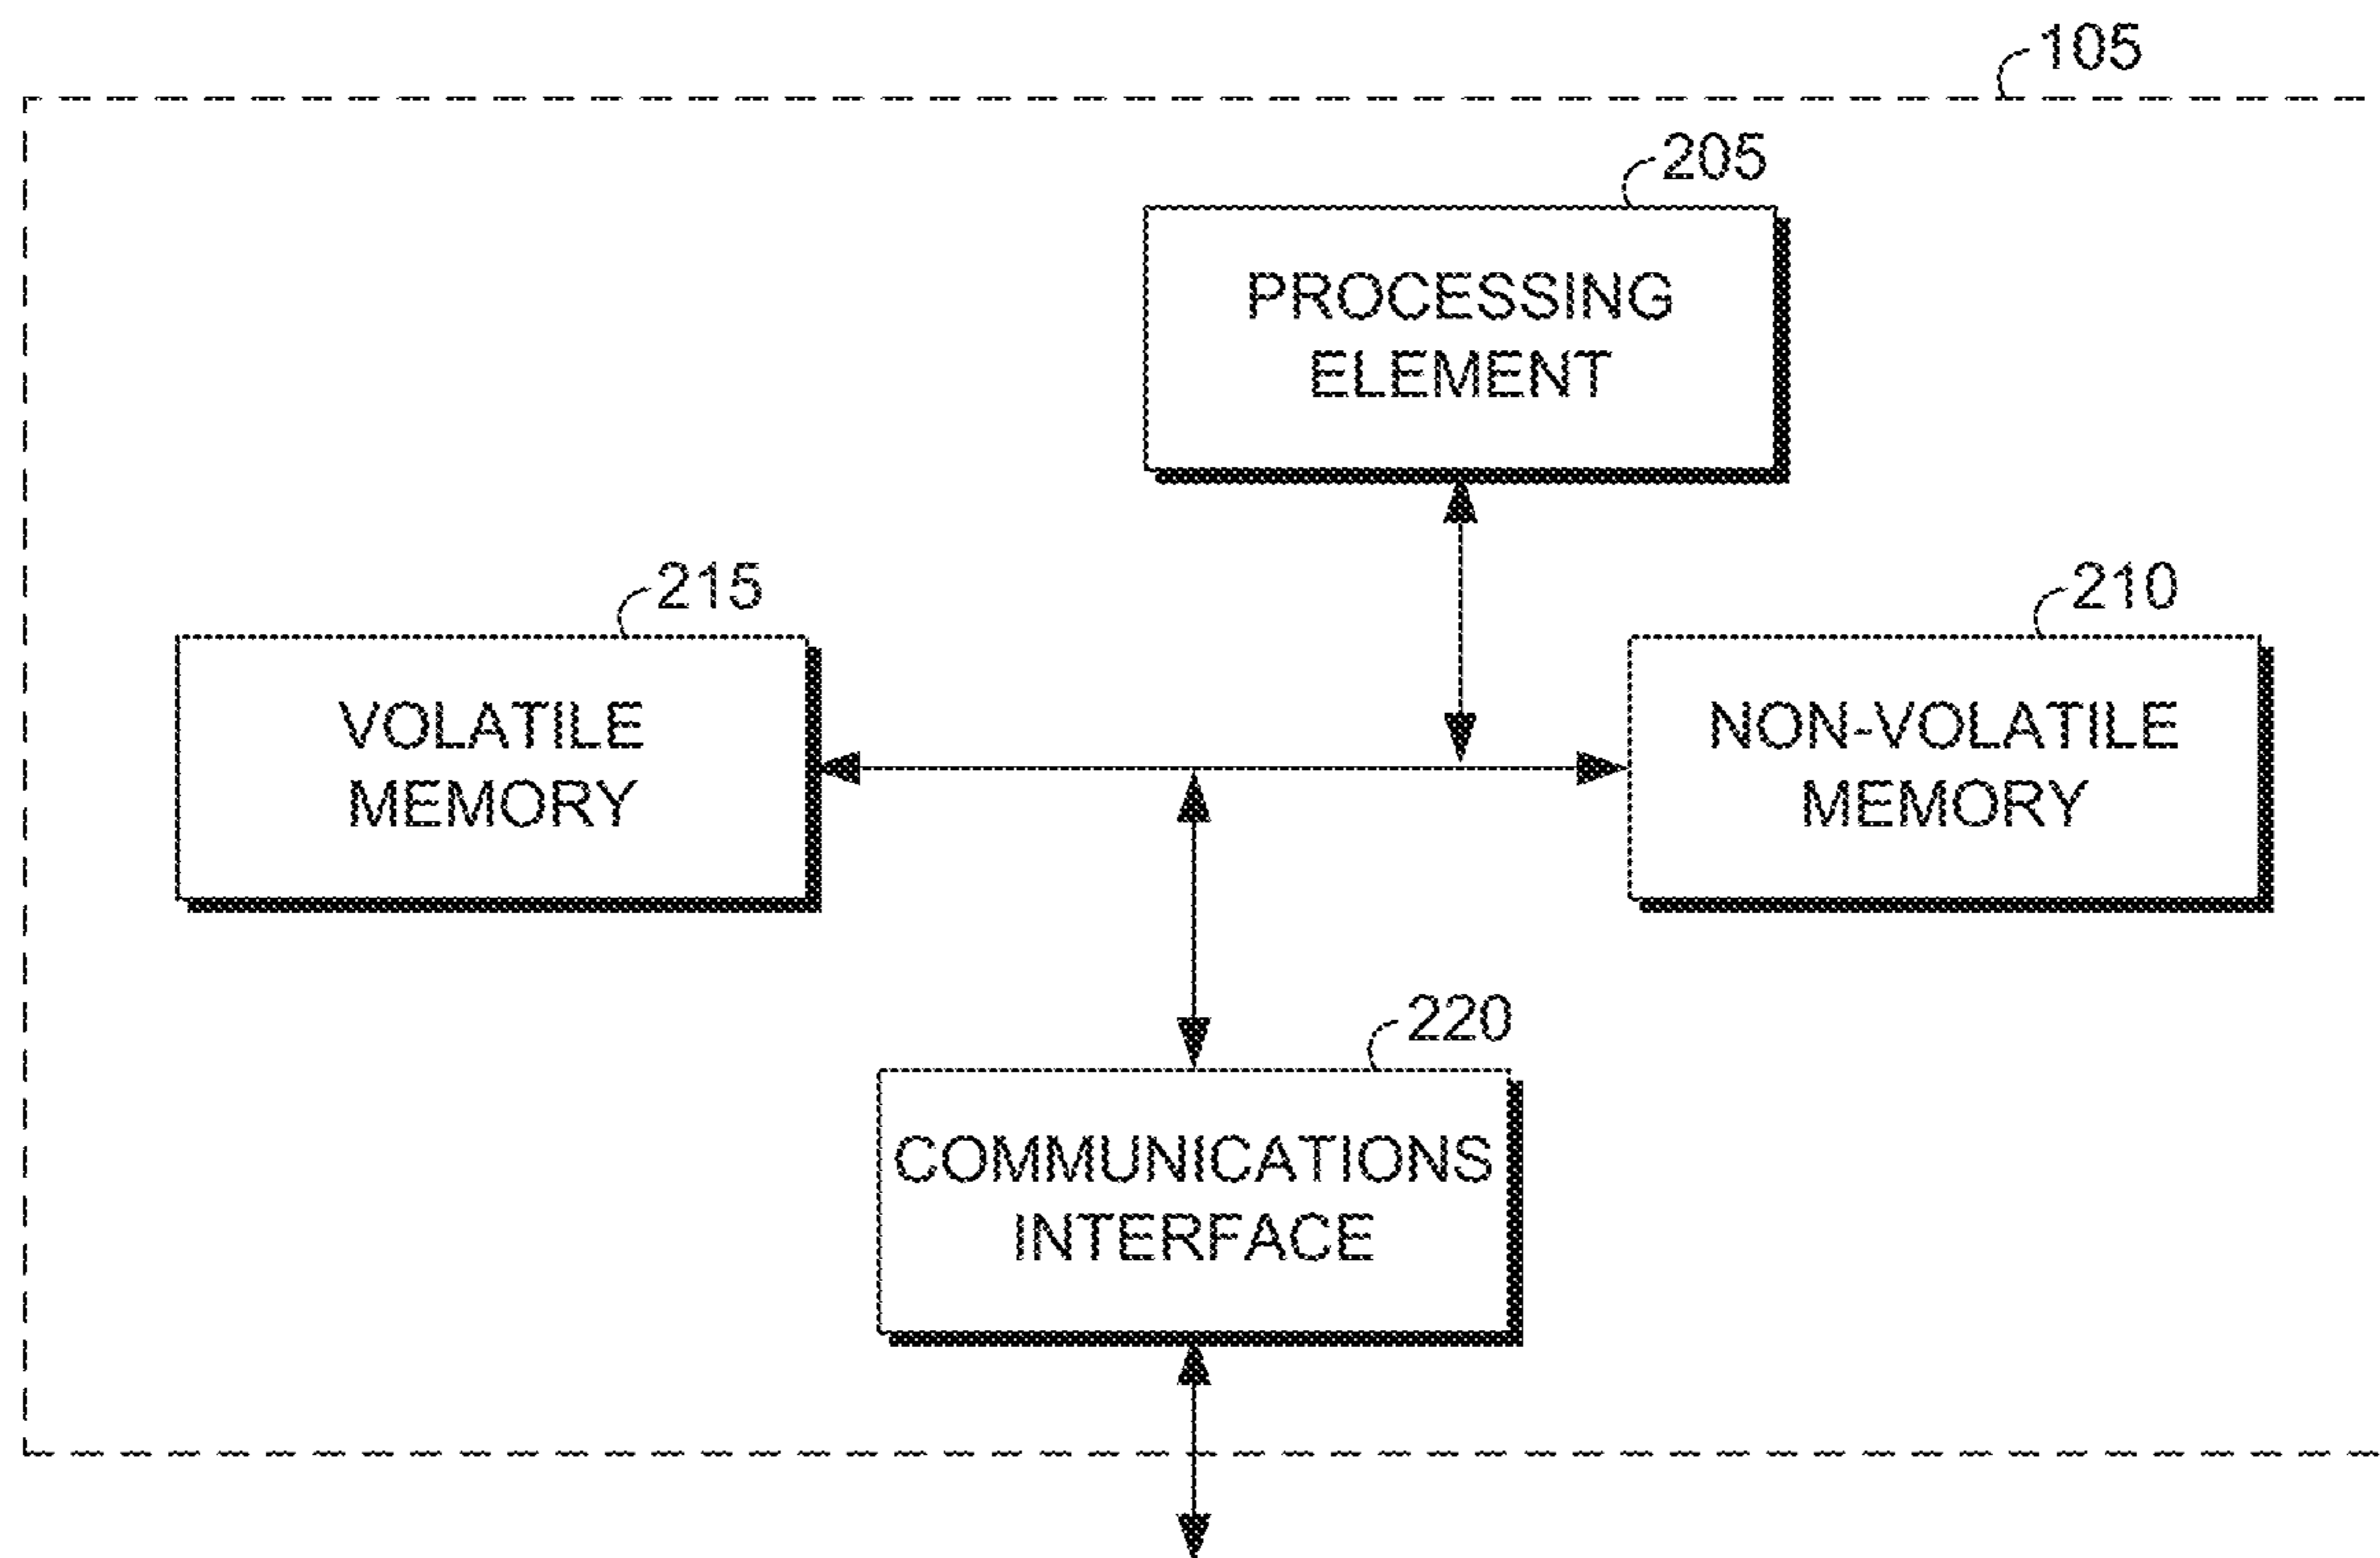 105
205
PROCESSING
ELEMENT
215
210
VOLATILE
MEMORY
NON-VOLATILE
MEMORY
220
COMMUNICATIONS
INTERFACE